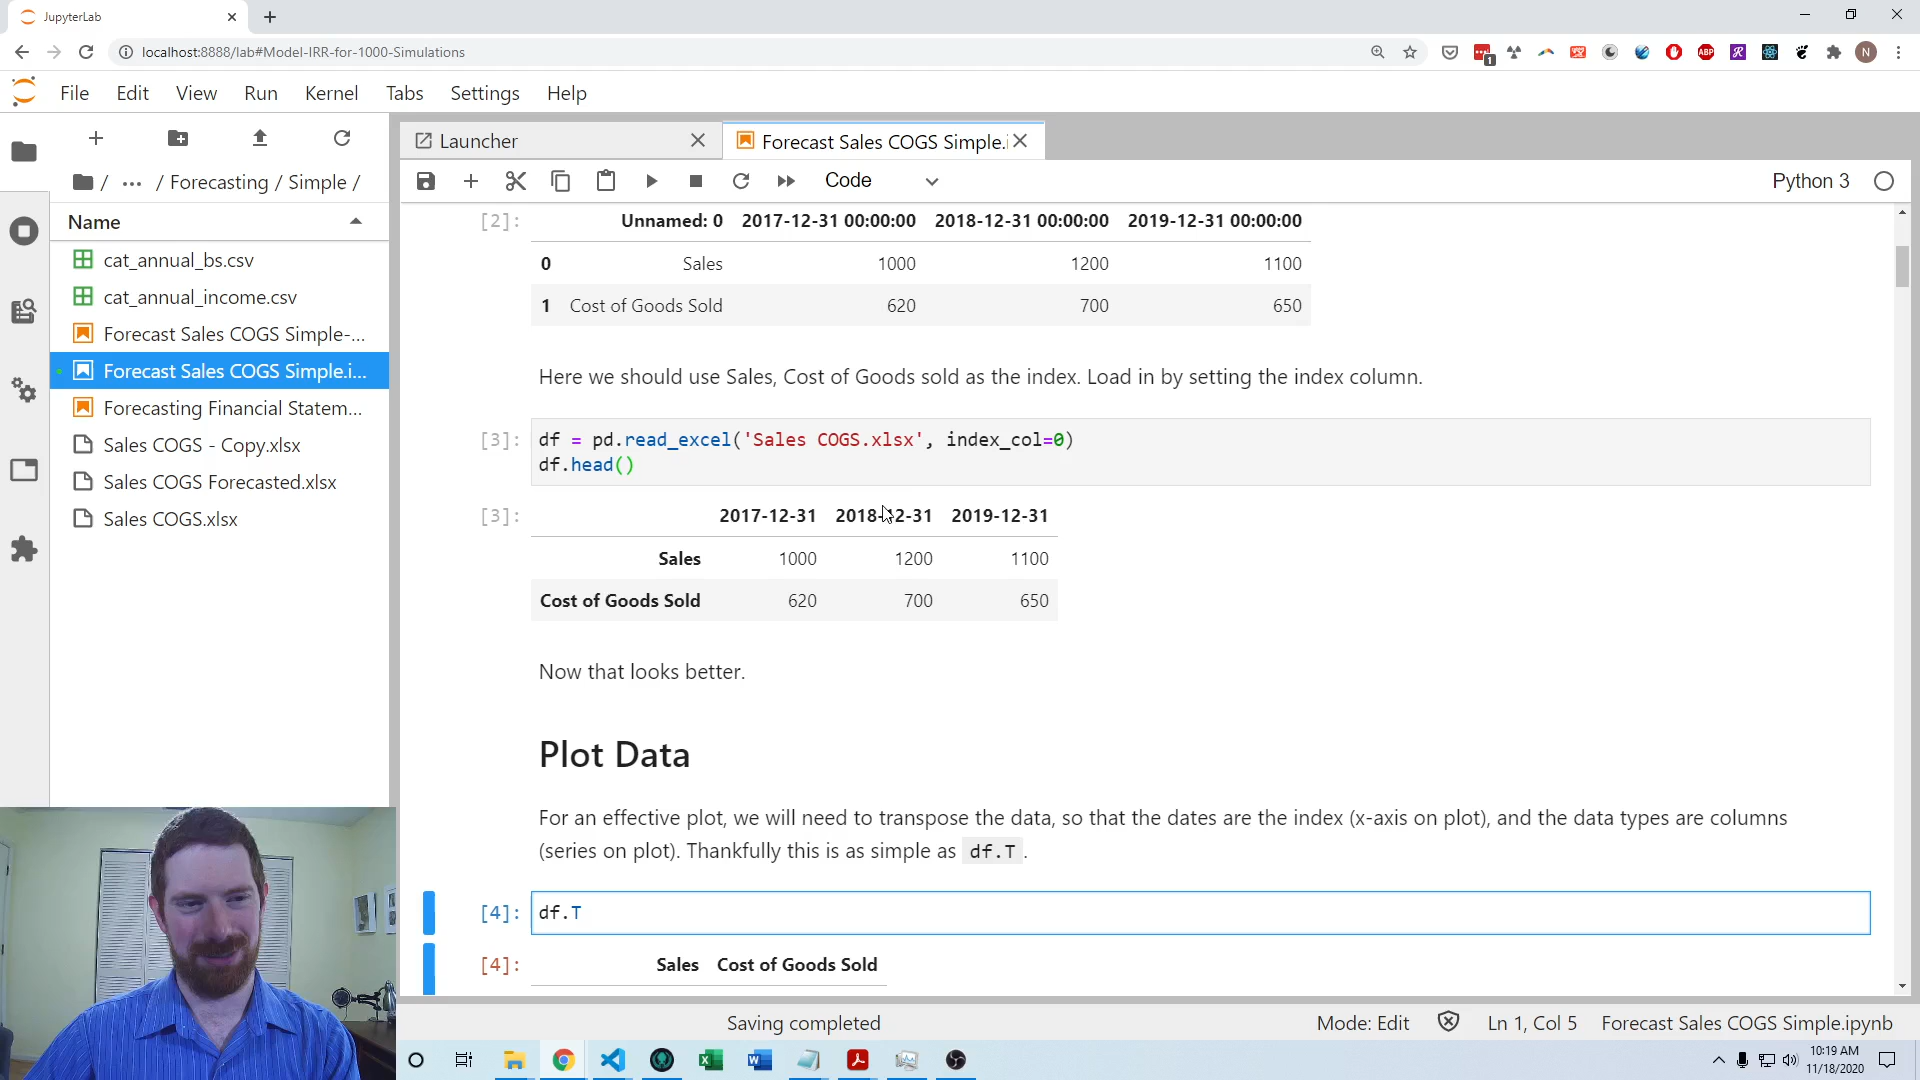 JupyterLab
localhost:8888/lab#Model-IRR-for-1000-Simulations
1
ABP
R
N
File Edit View Run Kernel Tabs Settings Help
/ ··· / Forecasting / Simple /
Name
cat_annual_bs.csv
cat_annual_income.csv
Forecast Sales COGS Simple-...
Forecast Sales COGS Simple.i...
Forecasting Financial Statem...
Sales COGS - Copy.xlsx
Sales COGS Forecasted.xlsx
Sales COGS.xlsx
Launcher
Forecast Sales COGS Simple.i
Code
Python 3
[2]: Unnamed: 0 2017-12-31 00:00:00 2018-12-31 00:00:00 2019-12-31 00:00:00
0 Sales 1000 1200 1100
1 Cost of Goods Sold 620 700 650
Here we should use Sales, Cost of Goods sold as the index. Load in by setting the index column.
[3]: df = pd.read_excel('Sales COGS.xlsx', index_col=0)
df.head()
[3]: 2017-12-31 2018-12-31 2019-12-31
Sales 1000 1200 1100
Cost of Goods Sold 620 700 650
Now that looks better.
Plot Data
For an effective plot, we will need to transpose the data, so that the dates are the index (x-axis on plot), and the data types are columns
(series on plot). Thankfully this is as simple as df.T .
[4]: df.T
[4]: Sales Cost of Goods Sold
Saving completed
Mode: Edit
Ln 1, Col 5
Forecast Sales COGS Simple.ipynb
10:19 AM
11/18/2020